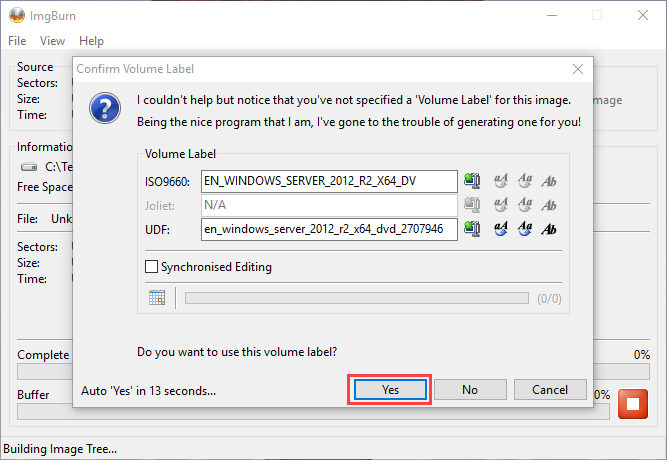 ImgBurn
File View Help
Confirm Volume Label
Source
Sectors:
Size:
Time:
I couldn't help but notice that you've not specified a 'Volume Label' for this image.
Being the nice program that I am, I've gone to the trouble of generating one for you!
Volume Label
ISO9660: EN_WINDOWS_SERVER_2012_R2_X64_DV
Joliet: N/A
UDF: en_windows_server_2012_r2_x64_dvd_2707946
Synchronised Editing
(0/0)
Do you want to use this volume label?
Auto 'Yes' in 13 seconds...
Yes No Cancel
Information
C:\Te
Free Space
File: Unk
Sectors:
Size:
Time:
Complete 0%
Buffer 0%
Building Image Tree...